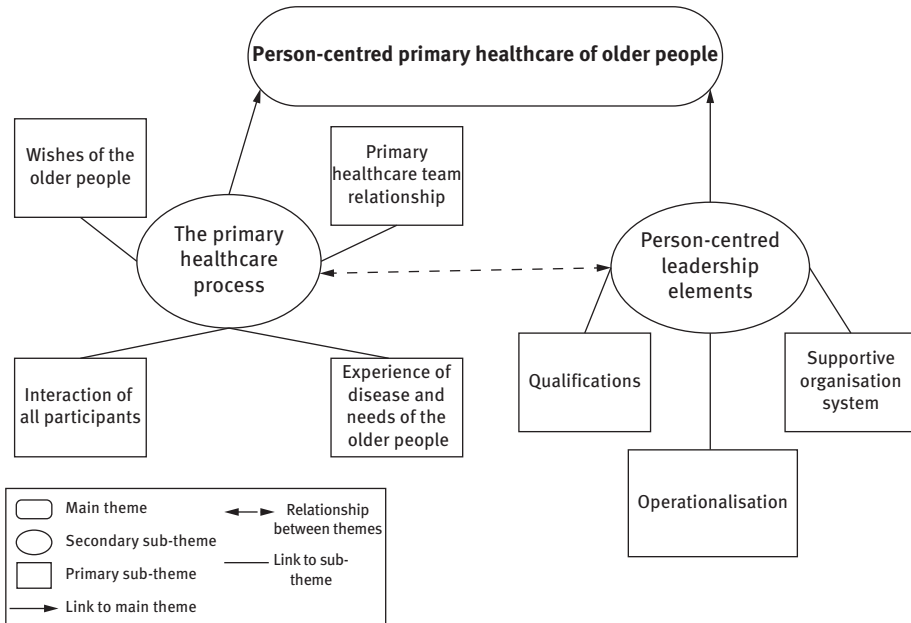 Person-centred primary healthcare of older people
Wishes of the
older people
Primary
healthcare team
relationship
The primary
healthcare
process
Person-centred
leadership
elements
Interaction of
all participants
Experience of
disease and
needs of the
older people
Qualifications
Supportive
organisation
system
Operationalisation
Main theme
Secondary sub-theme
Primary sub-theme
Link to main theme
Relationship
between themes
Link to sub-
theme